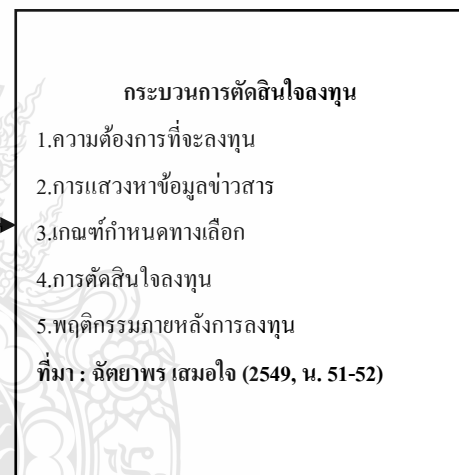 กระบวนการตัดสินใจลงทุน
1.ความต้องการที่จะลงทุน
2.การแสวงหาข้อมูลข่าวสาร
3.เกณฑ์กำหนดทางเลือก
4.การตัดสินใจลงทุน
5.พฤติกรรมภายหลังการลงทุน
ที่มา : ฉัตยาพร เสมอใจ (2549, น. 51-52)